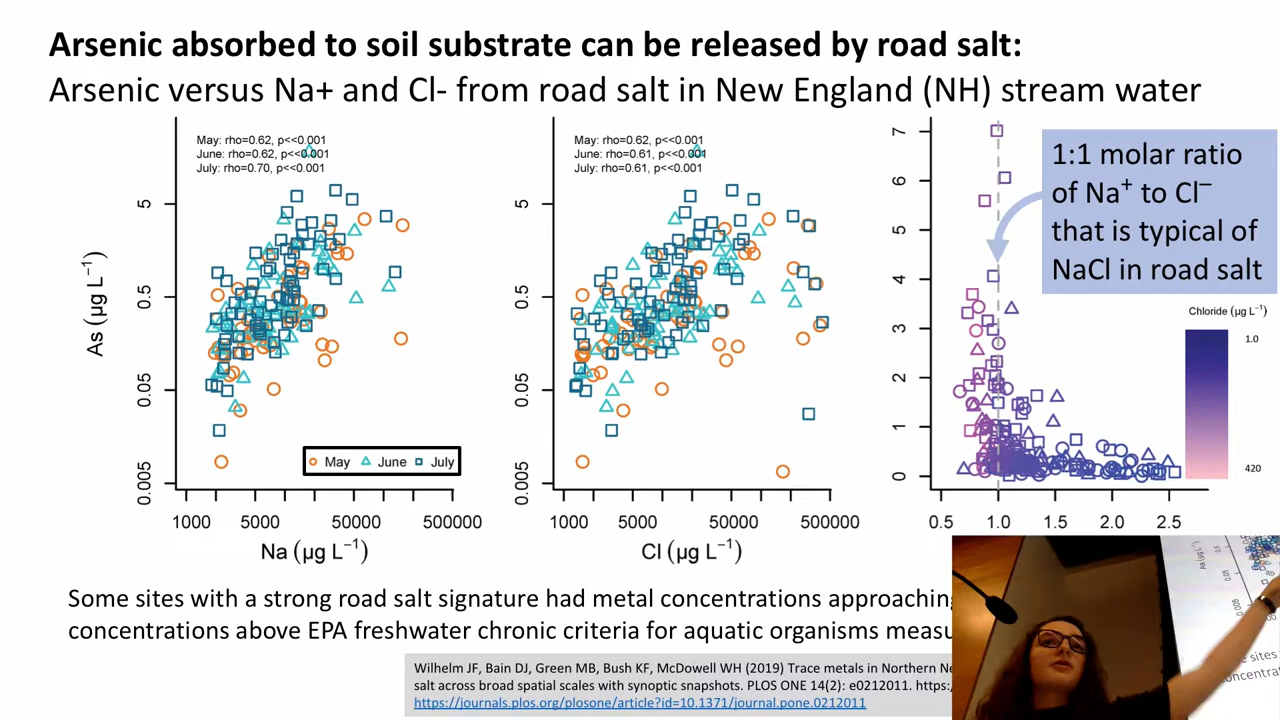 Arsenic absorbed to soil substrate can be released by road salt:
Arsenic versus Na+ and Cl- from road salt in New England (NH) stream water
May: rho=0.62, p<<0.001
June: rho=0.62, p<<0.001
July: rho=0.70, p<<0.001
As (µg L⁻¹)
5
0.5
0.05
0.005
May June July
1000 5000 50000 500000
Na (µg L⁻¹)
May: rho=0.62, p<<0.001
June: rho=0.61, p<<0.001
July: rho=0.61, p<<0.001
5
0.5
0.05
0.005
1000 5000 50000 500000
Cl (µg L⁻¹)
7
6
5
4
3
2
1
0
0.5 1.0 1.5 2.0 2.5
1:1 molar ratio
of Na⁺ to Cl⁻
that is typical of
NaCl in road salt
Chloride (µg L⁻¹)
1.0
420
Some sites with a strong road salt signature had metal concentrations approaching
concentrations above EPA freshwater chronic criteria for aquatic organisms
Wilhelm JF, Bain DJ, Green MB, Bush KF, McDowell WH (2019) Trace metals in Northern
salt across broad spatial scales with synoptic snapshots. PLOS ONE 14(2): e0212011. https:/
https://journals.plos.org/plosone/article?id=10.1371/journal.pone.0212011